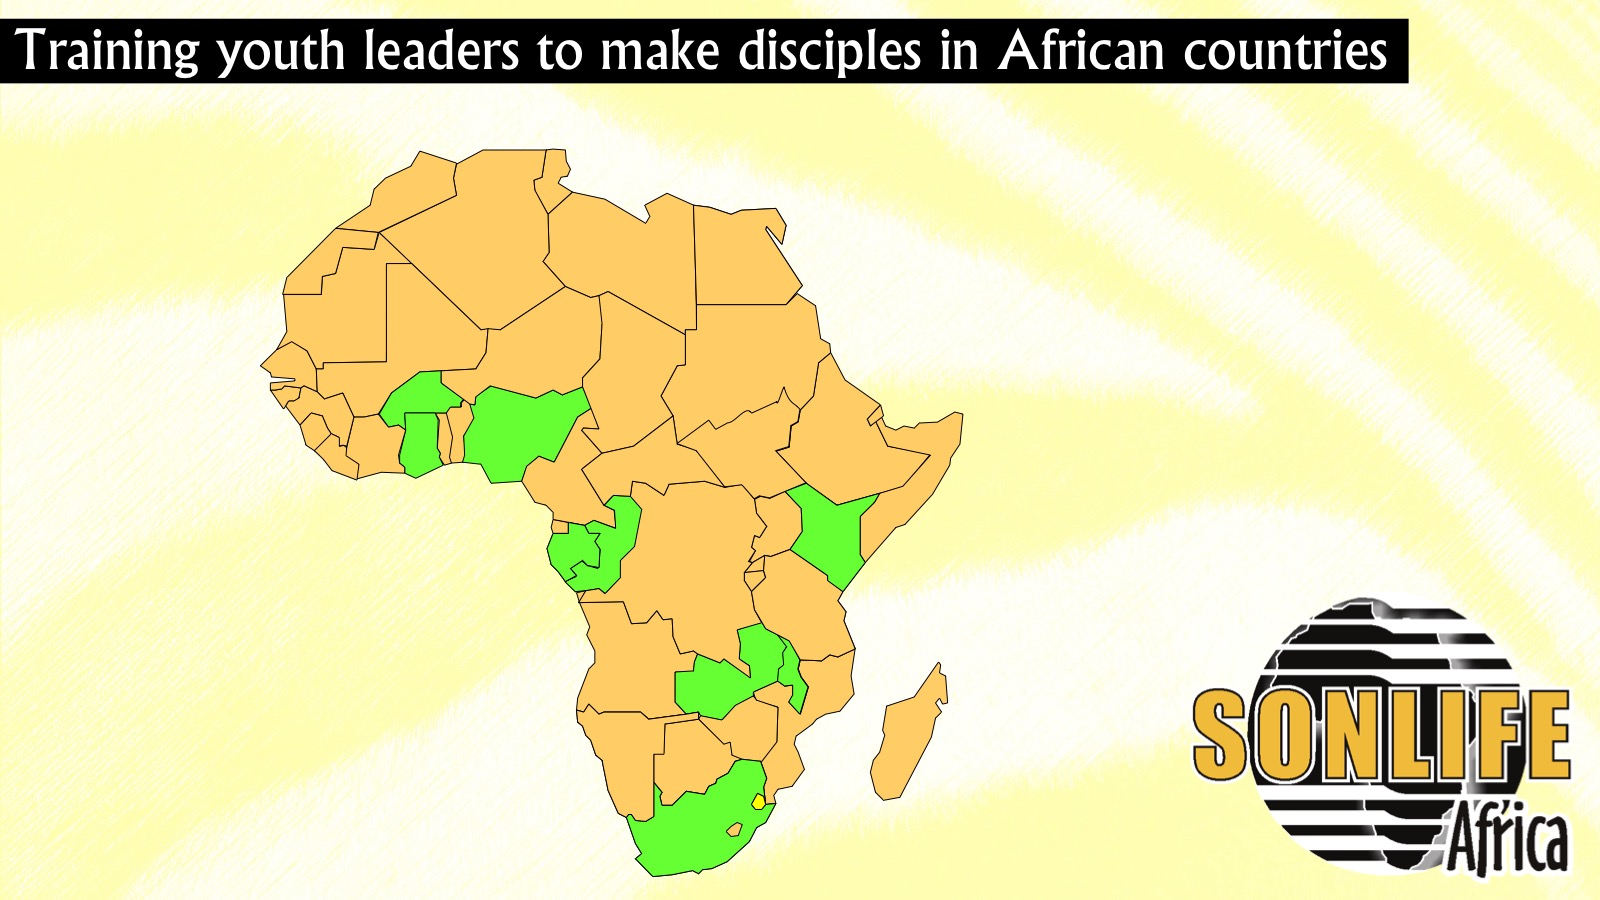 Training youth leaders to make disciples in African countries
SONLIFE
Africa